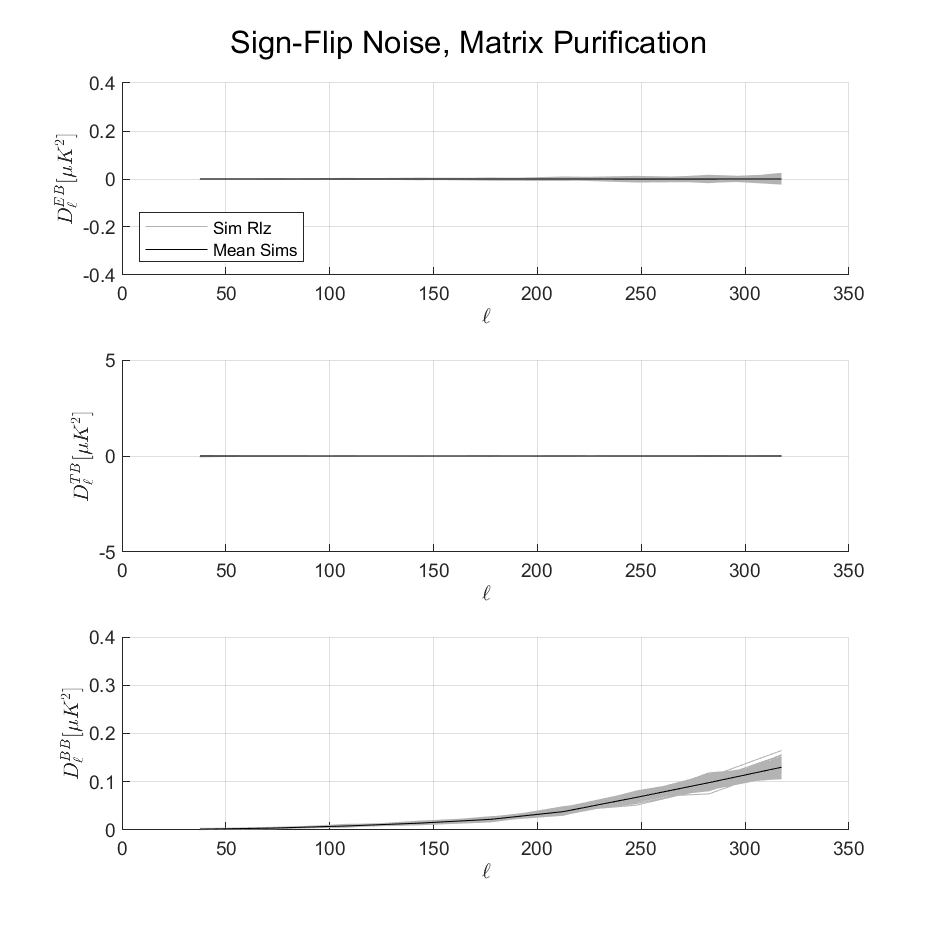 Sign-Flip Noise, Matrix Purification
0.4
0.2
0
-0.2
-0.4
D_ℓ^{EB}[μK^2]
Sim Rlz
Mean Sims
0 50 100 150 200 250 300 350
ℓ
5
0
-5
D_ℓ^{TB}[μK^2]
0 50 100 150 200 250 300 350
ℓ
0.4
0.3
0.2
0.1
0
D_ℓ^{BB}[μK^2]
0 50 100 150 200 250 300 350
ℓ